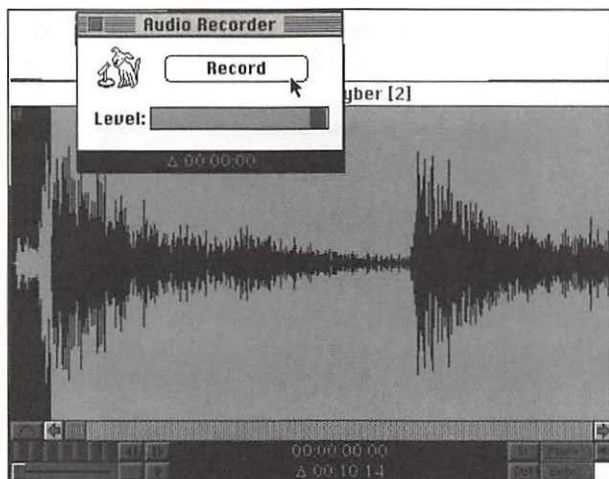 Audio Recorder
Record
Level:
Δ 00:00:00
yber [2]
00:00:00:00
Δ 00:10:14